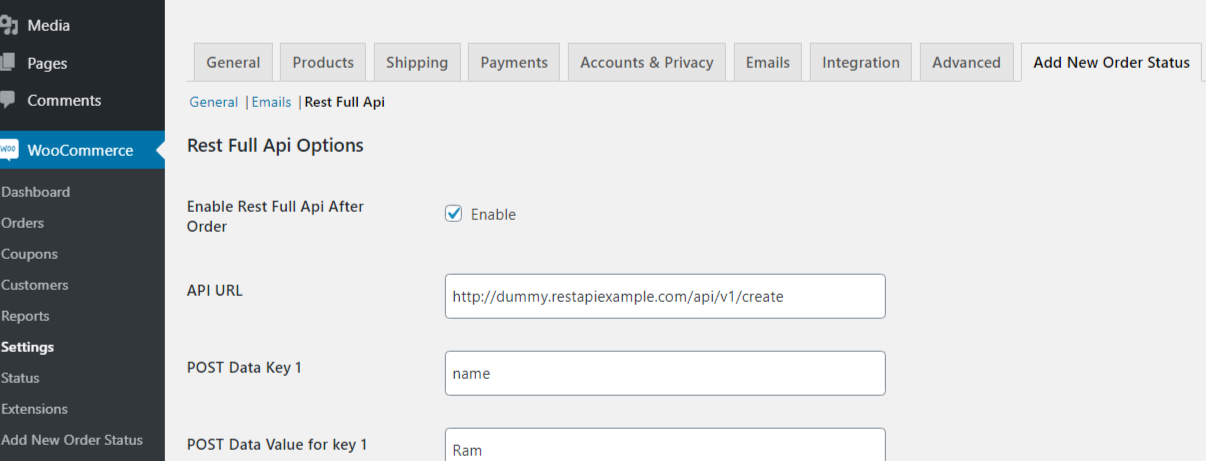 Media
Pages
Comments
WOO WooCommerce
Dashboard
Orders
Coupons
Customers
Reports
Settings
Status
Extensions
Add New Order Status
General Products Shipping Payments Accounts & Privacy Emails Integration Advanced Add New Order Status
General | Emails | Rest Full Api
Rest Full Api Options
Enable Rest Full Api After
Order
Enable
API URL
http://dummy.restapiexample.com/api/v1/create
POST Data Key 1
name
POST Data Value for key 1
Ram